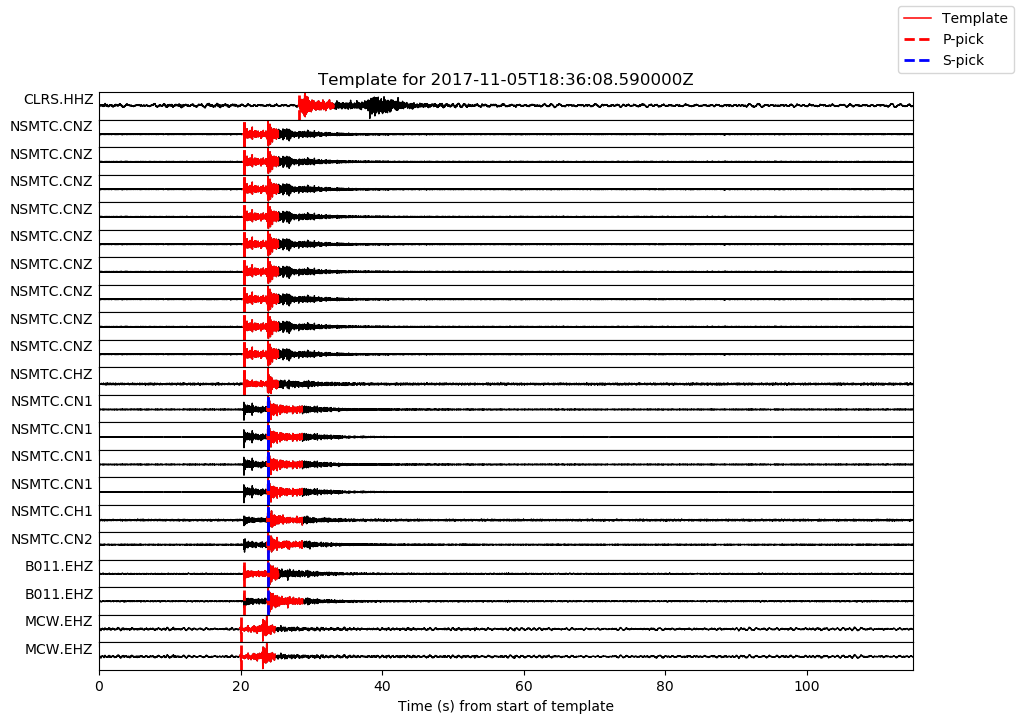 Template
P-pick
S-pick
Template for 2017-11-05T18:36:08.590000Z
CLRS.HHZ
NSMTC.CNZ
NSMTC.CNZ
NSMTC.CNZ
NSMTC.CNZ
NSMTC.CNZ
NSMTC.CNZ
NSMTC.CNZ
NSMTC.CNZ
NSMTC.CNZ
NSMTC.CHZ
NSMTC.CN1
NSMTC.CN1
NSMTC.CN1
NSMTC.CN1
NSMTC.CH1
NSMTC.CN2
B011.EHZ
B011.EHZ
MCW.EHZ
MCW.EHZ
0 20 40 60 80 100
Time (s) from start of template